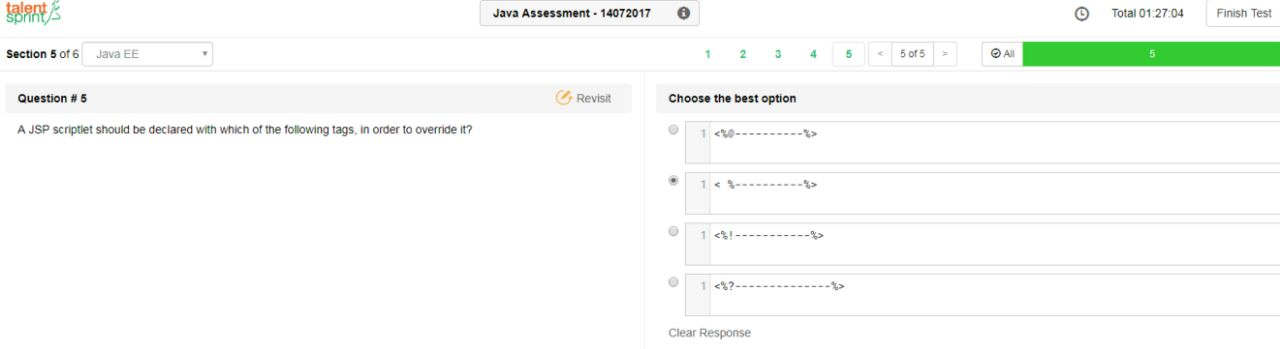 talent
sprint
Java Assessment - 14072017
Total 01:27:04
Finish Test
Section 5 of 6
Java EE
1 2 3 4 5 < 5 of 5 >
All
5
Question # 5
Revisit
A JSP scriptlet should be declared with which of the following tags, in order to override it?
Choose the best option
1 <%@----------%>
1 < %----------%>
1 <%!-----------%>
1 <%?--------------%>
Clear Response